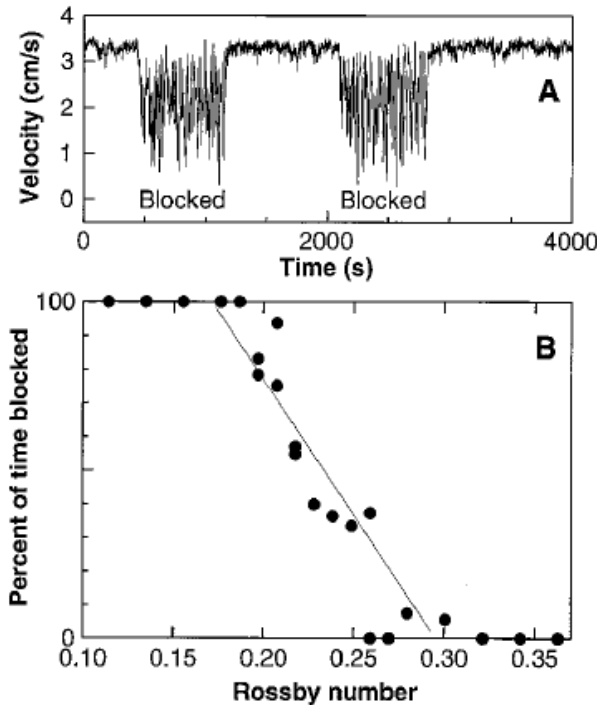 4
3
2
1
0
Velocity (cm/s)
A
Blocked Blocked
0 2000 4000
Time (s)
100
0
Percent of time blocked
B
0.10 0.15 0.20 0.25 0.30 0.35
Rossby number